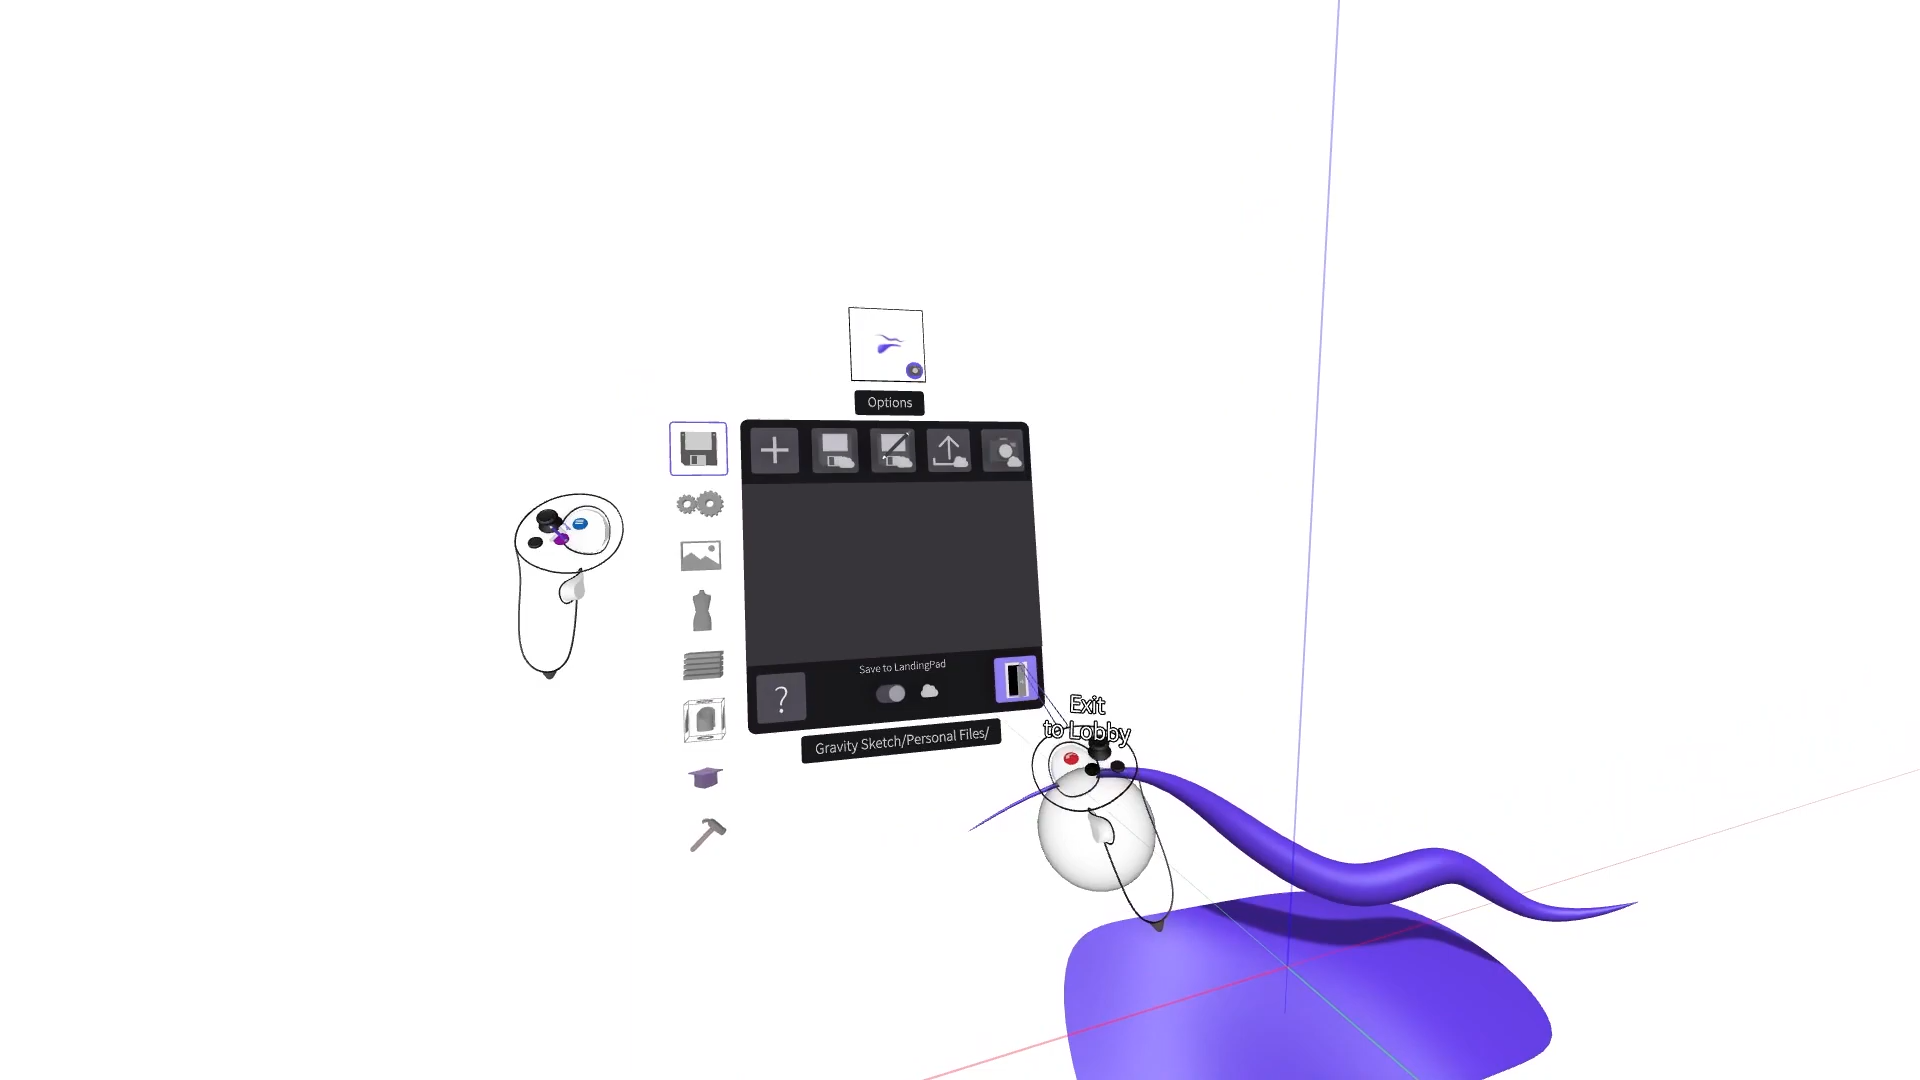 Options
Save to LandingPad
?
Exit
to Lobby
Gravity Sketch/Personal Files/